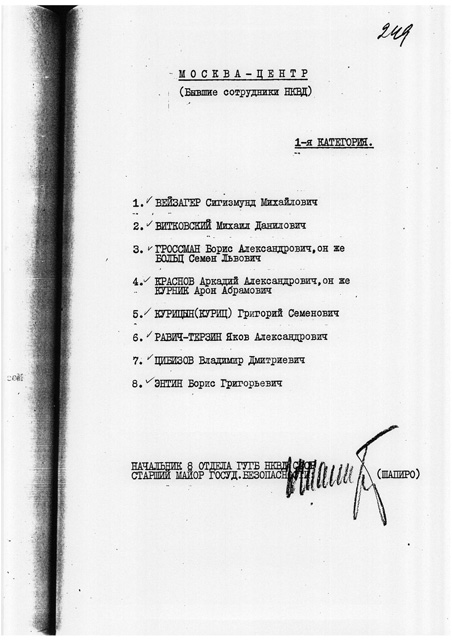 249
МОСКВА-ЦЕНТР
(Бывшие сотрудники НКВД)
1-я КАТЕГОРИЯ.
1. ВЕЙЗАГЕР Сигизмунд Михайлович
2. ВИТКОВСКИЙ Михаил Данилович
3. ГРОССМАН Борис Александрович, он же
ВОЛЬЦ Семен Львович
4. КРАСНОВ Аркадий Александрович, он же
КУРНИК Арон Абрамович
5. КУРИЦЫН(КУРИЦ) Григорий Семенович
6. РАВИЧ-ТЕРЗИН Яков Александрович
7. ЦИБИЗОВ Владимир Дмитриевич
8. ЭНТИН Борис Григорьевич
НАЧАЛЬНИК 8 ОТДЕЛА ГУГБ НКВД СССР
СТАРШИЙ МАЙОР ГОСУД.БЕЗОПАСНОСТИ (ШАПИРО)